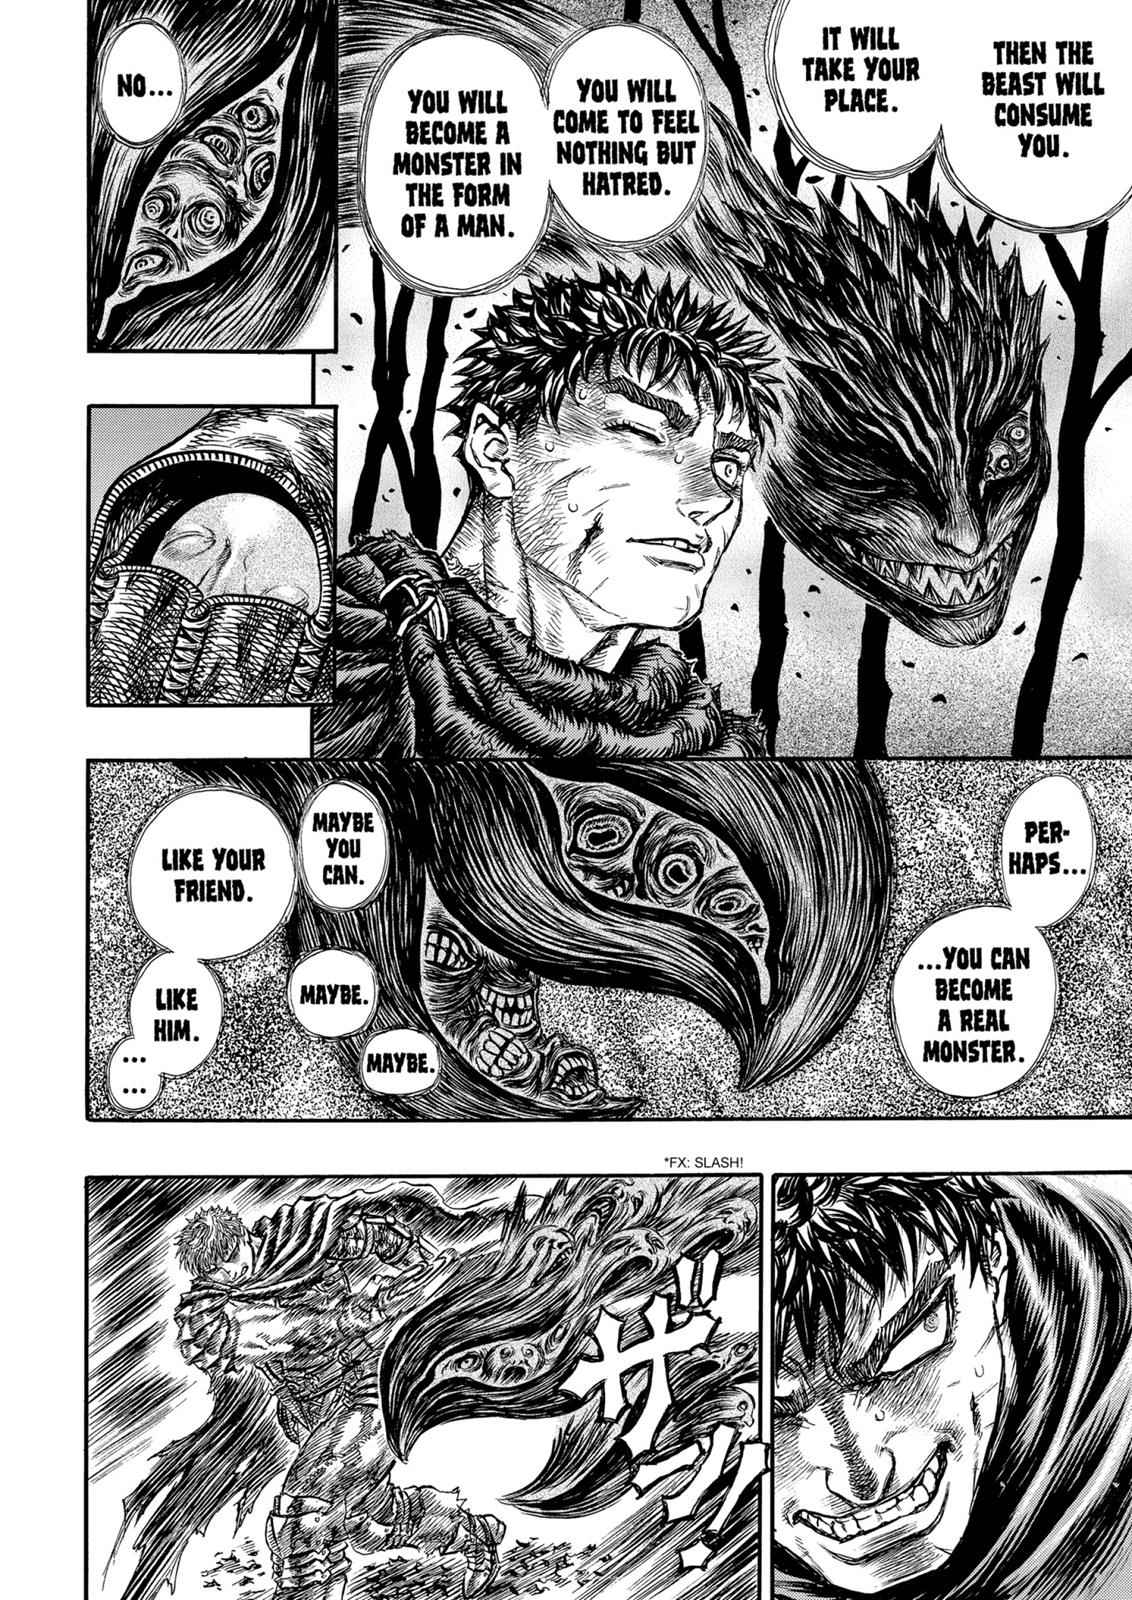 THEN THE
BEAST WILL
CONSUME
YOU.
IT WILL
TAKE YOUR
PLACE.
YOU WILL
COME TO FEEL
NOTHING BUT
HATRED.
YOU WILL
BECOME A
MONSTER IN
THE FORM
OF A MAN.
NO...
PER-
HAPS...
...YOU CAN
BECOME
A REAL
MONSTER.
MAYBE
YOU
CAN.
MAYBE.
MAYBE.
LIKE YOUR
FRIEND.
LIKE
HIM.
...
...
*FX: SLASH!
ザッ